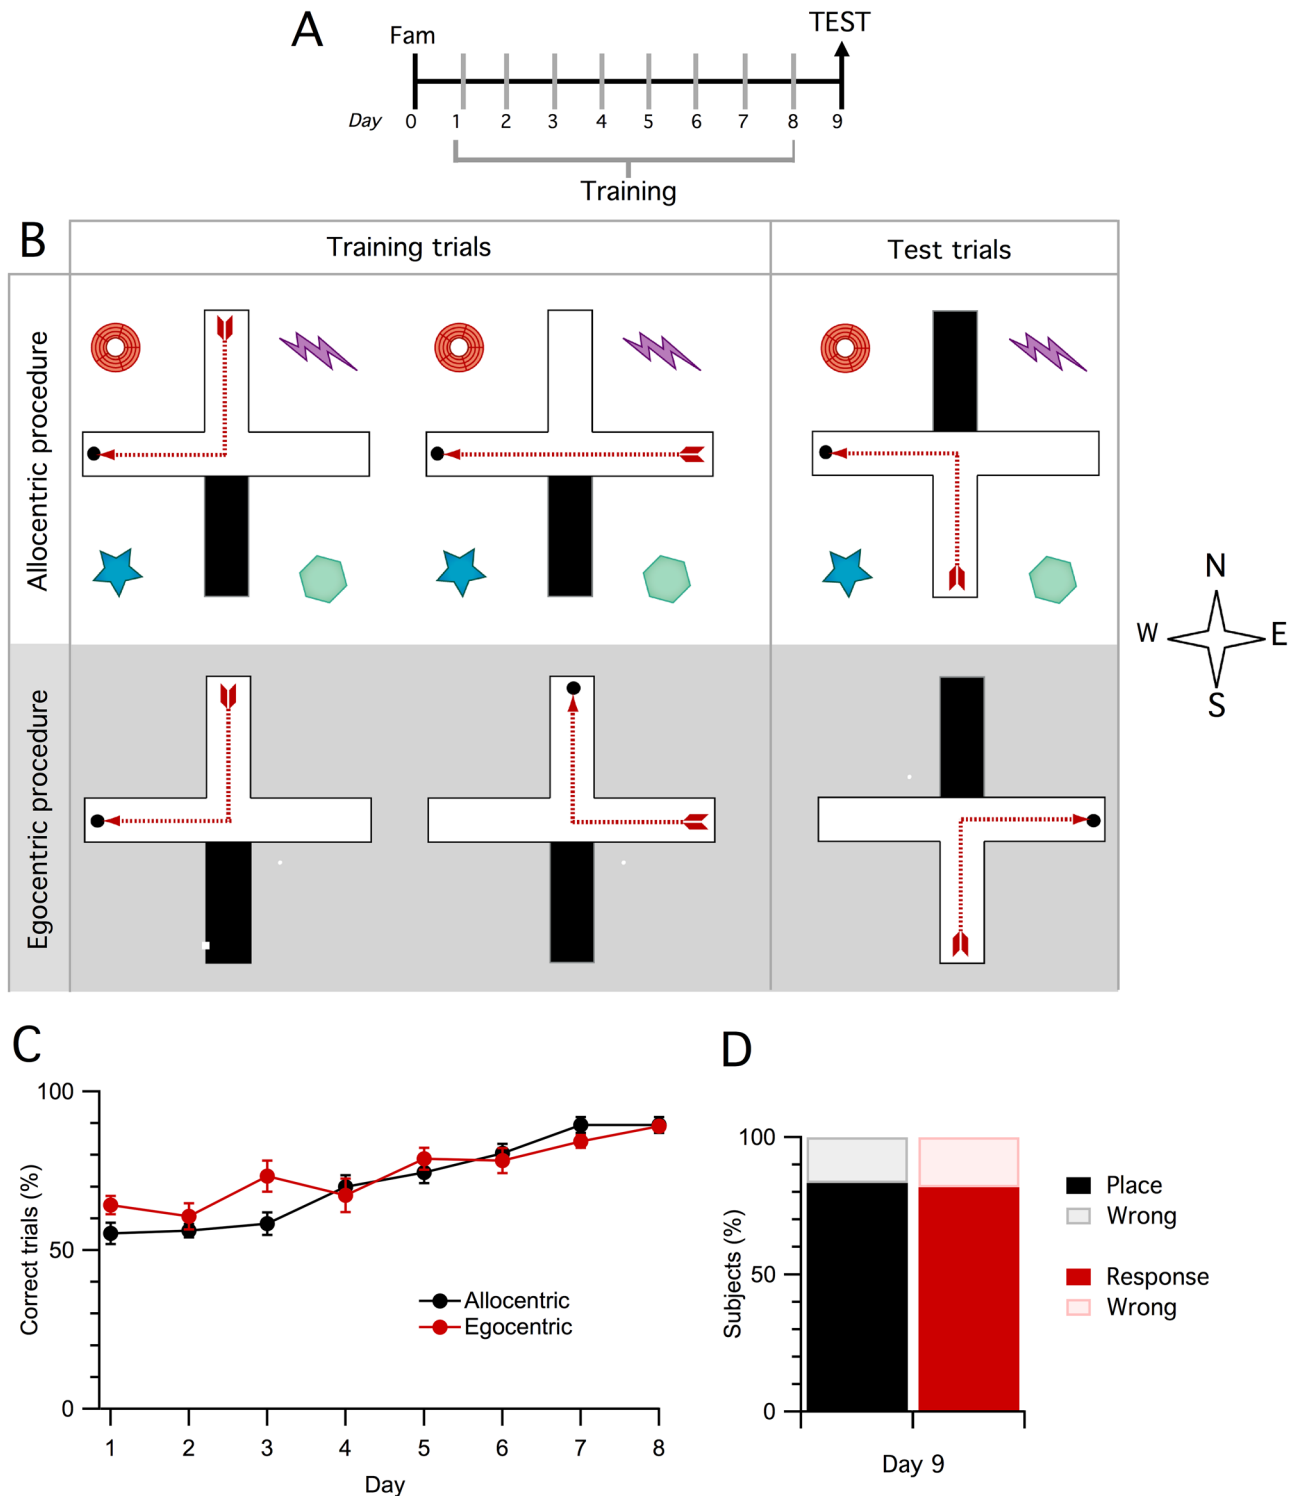 A
Fam
TEST
Day 0 1 2 3 4 5 6 7 8 9
Training
B
Training trials
Test trials
Allocentric procedure
Egocentric procedure
N
W
E
S
C
100
50
0
Correct trials (%)
Allocentric
Egocentric
1 2 3 4 5 6 7 8
Day
D
100
50
0
Subjects (%)
Place
Wrong
Response
Wrong
Day 9